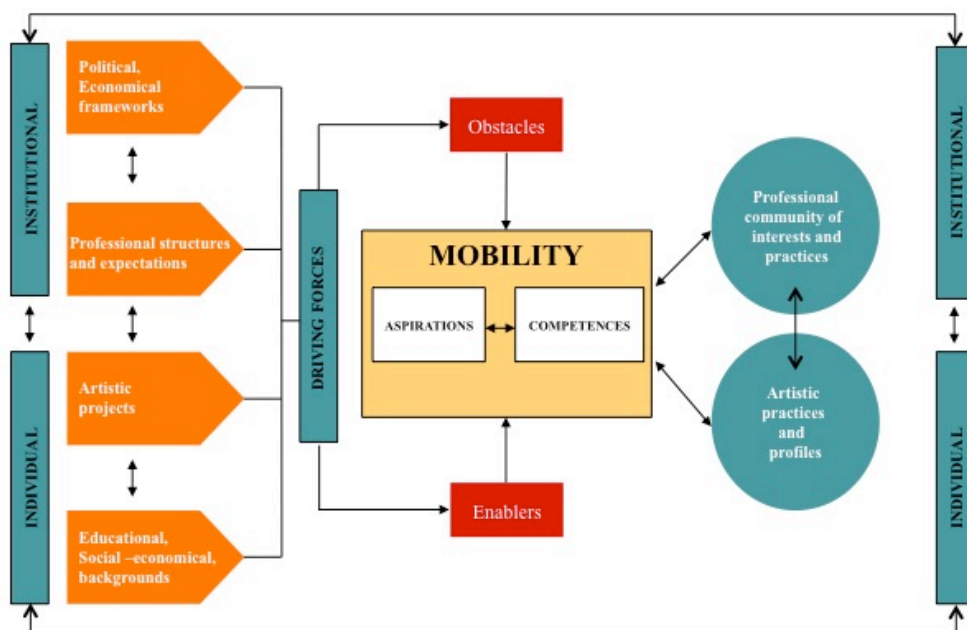 INSTITUTIONAL
INDIVIDUAL
Political,
Economical
frameworks
Professional structures
and expectations
Artistic
projects
Educational,
Social –economical,
backgrounds
DRIVING FORCES
Obstacles
MOBILITY
ASPIRATIONS
COMPETENCES
Enablers
Professional
community of
interests and
practices
Artistic
practices
and
profiles
INSTITUTIONAL
INDIVIDUAL